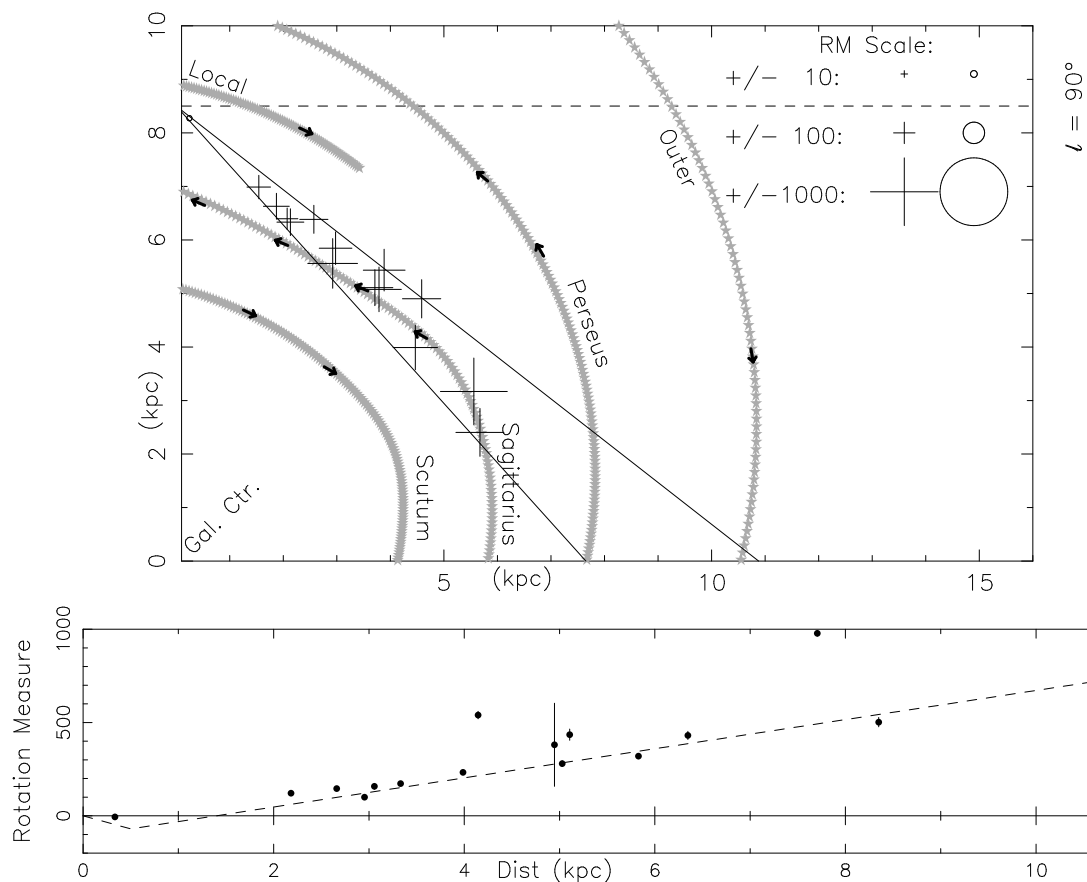 10
8
6
4
2
0
(kpc)
5
10
15
(kpc)
RM Scale:
+/- 10:
+/- 100:
+/-1000:
l = 90°
Local
Outer
Perseus
Sagittarius
Scutum
Gal. Ctr.
Rotation Measure
1000
500
0
0
2
4
6
8
10
Dist (kpc)